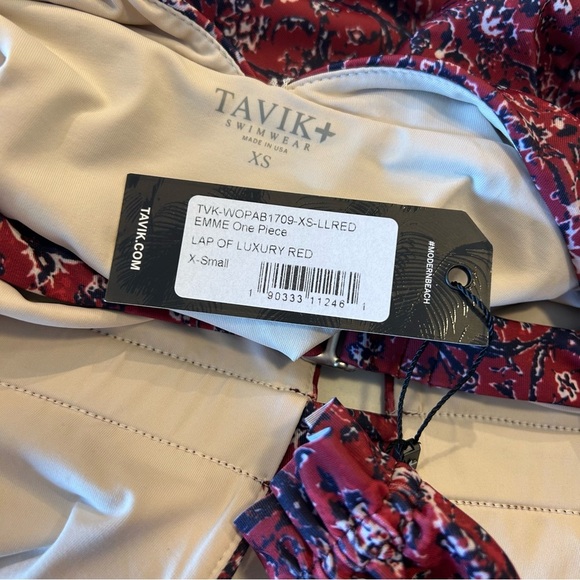 TAVIK+
SWIMWEAR
MADE IN USA
XS
TAVIK.COM
TVK-WOPAB1709-XS-LLRED
EMME One Piece
LAP OF LUXURY RED
X-Small
1 90333 11246 1
#MODERNBEACH